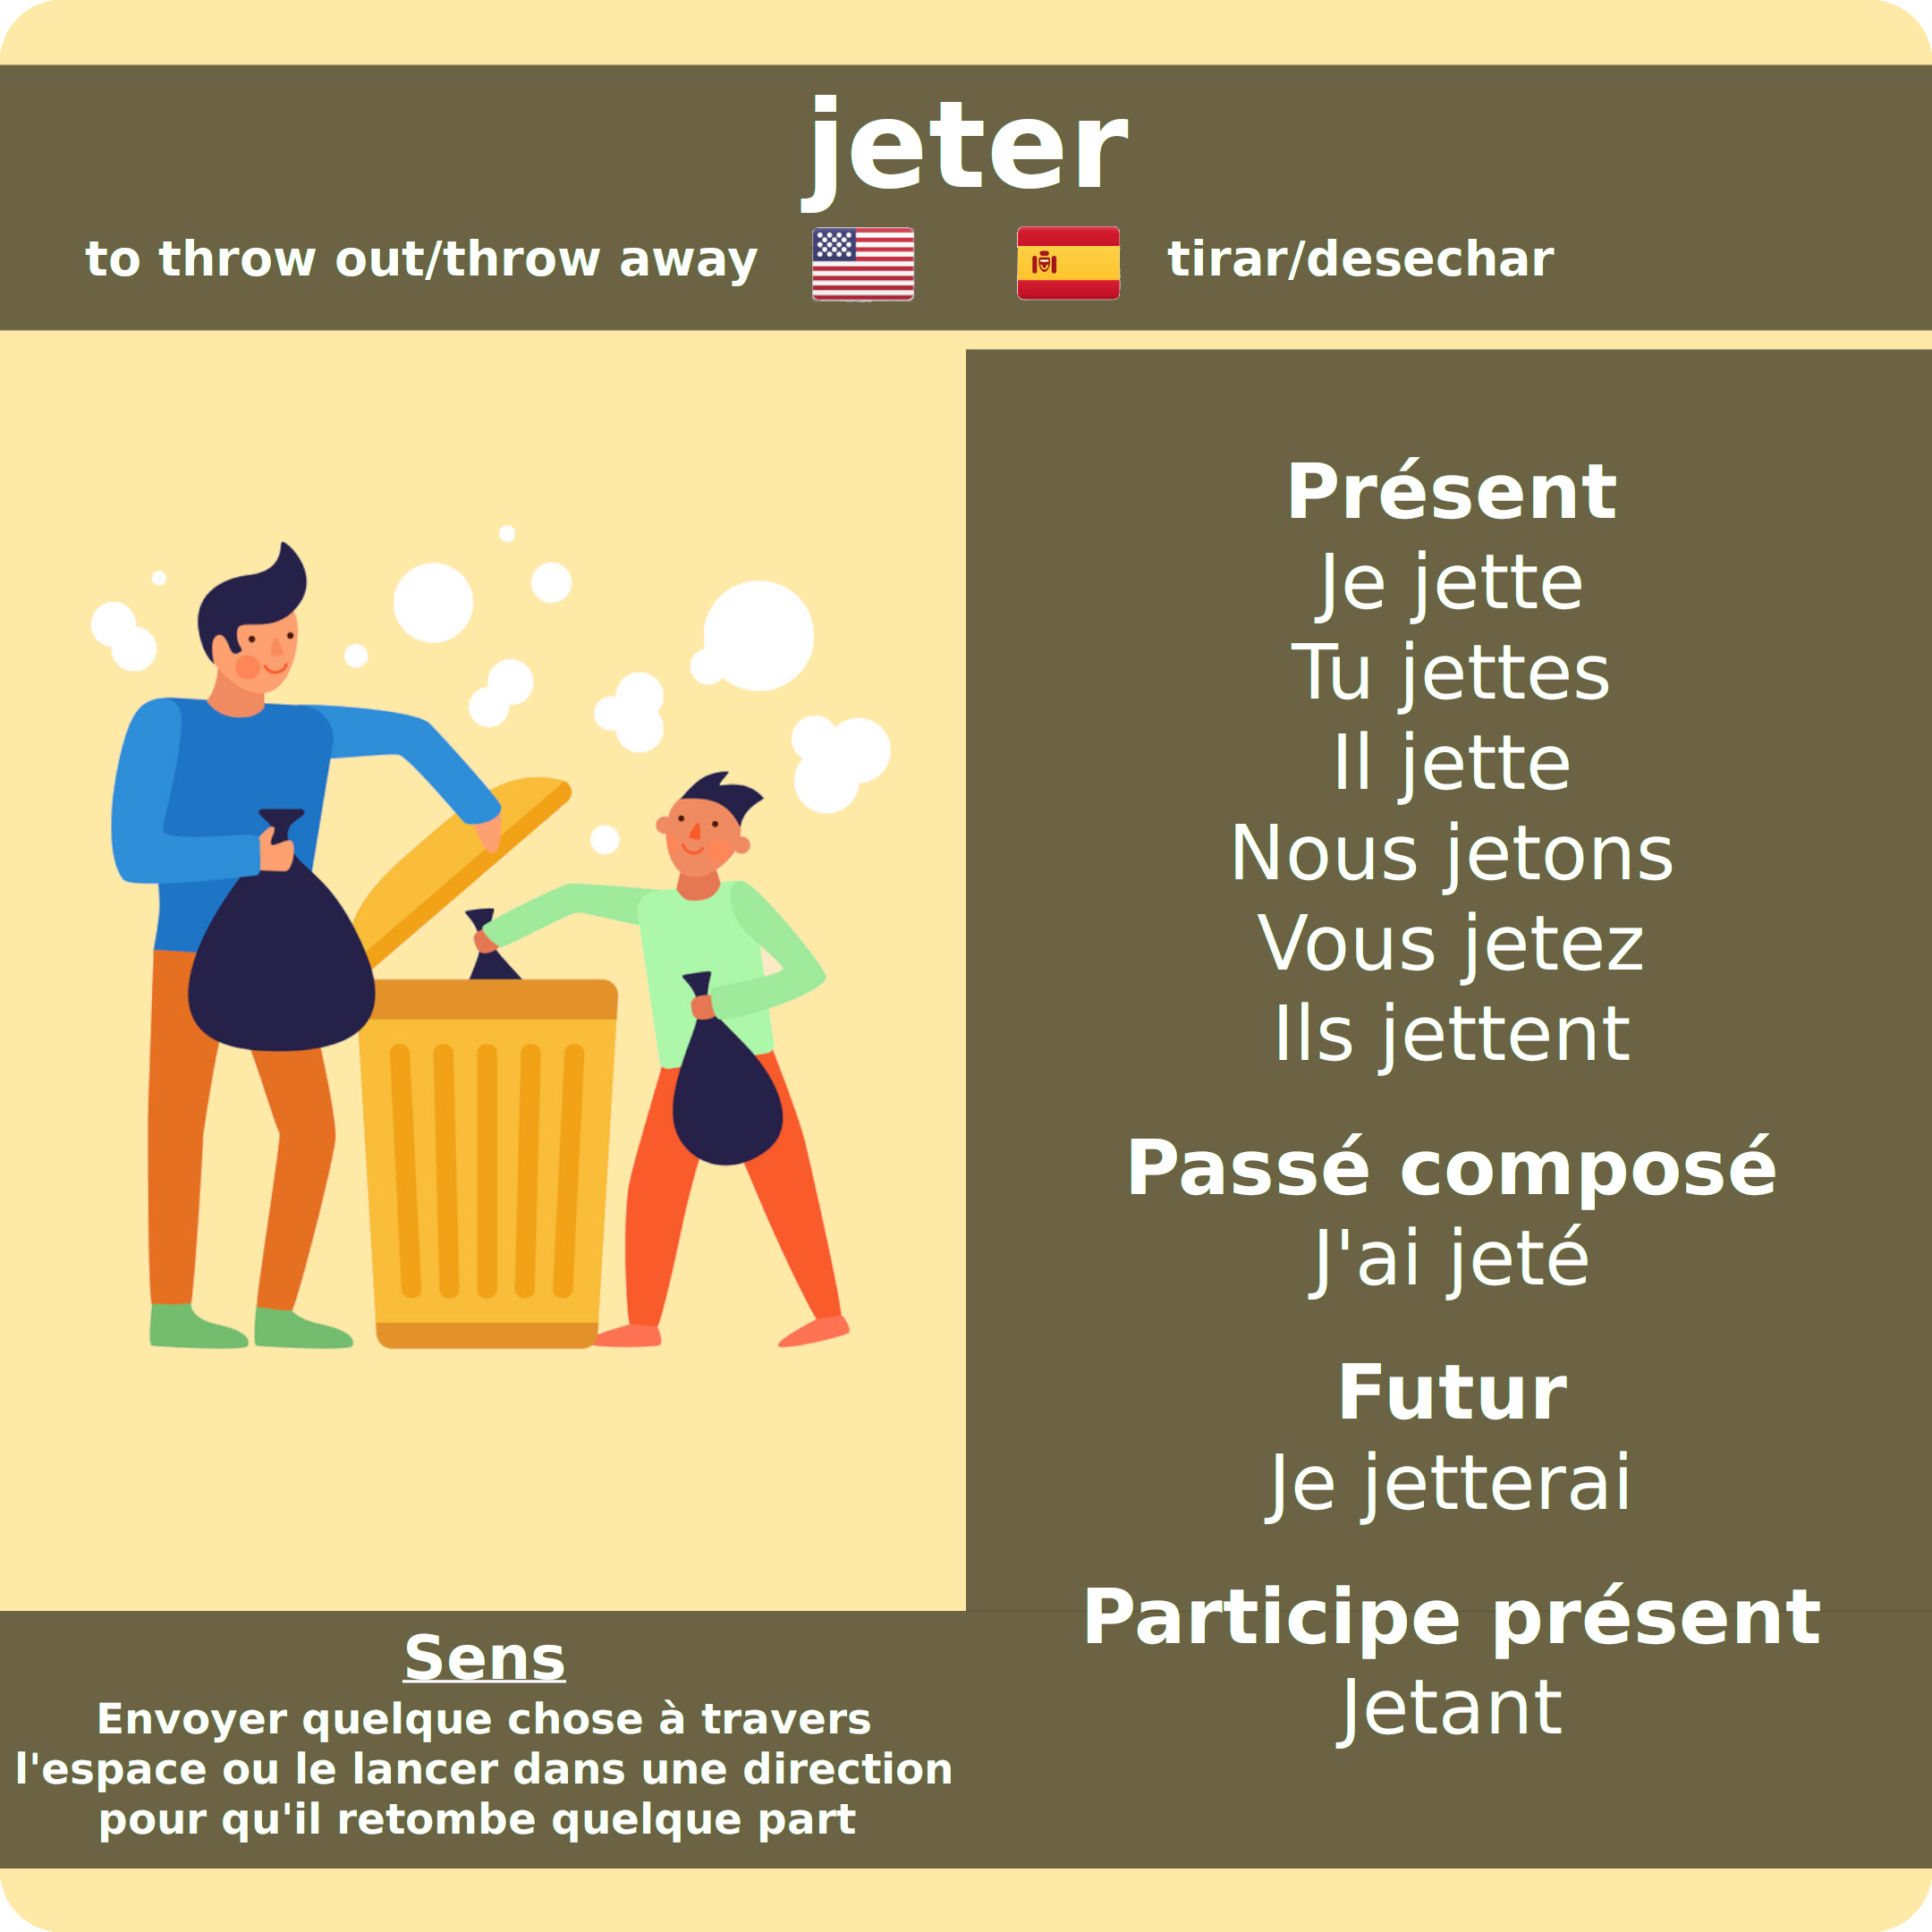 jeter
to throw out/throw away
tirar/desechar
Présent
Je jette
Tu jettes
Il jette
Nous jetons
Vous jetez
Ils jettent
Passé composé
J'ai jeté
Futur
Je jetterai
Participe présent
Jetant
Sens
Envoyer quelque chose à travers
l'espace ou le lancer dans une direction
pour qu'il retombe quelque part